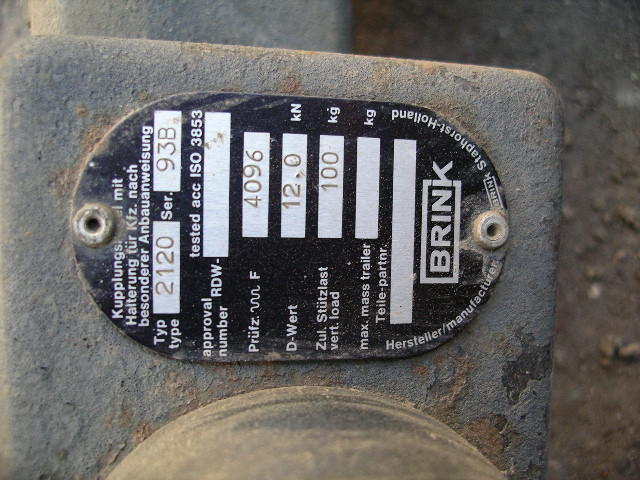 Kupplungs mit
Halterung für Kfz. nach
besonderer Anbauanweisung
Typ
type 2120 Ser. 93B
approval
number RDW-
tested acc ISO 3853
Prüfz. F 4096
D-Wert 12.0 kN
Zul. Stützlast
vert. load 100 kg
max. mass trailer kg
Teile-partnr.
BRINK
Hersteller/manufacturer BRINK Staphorst-Holland